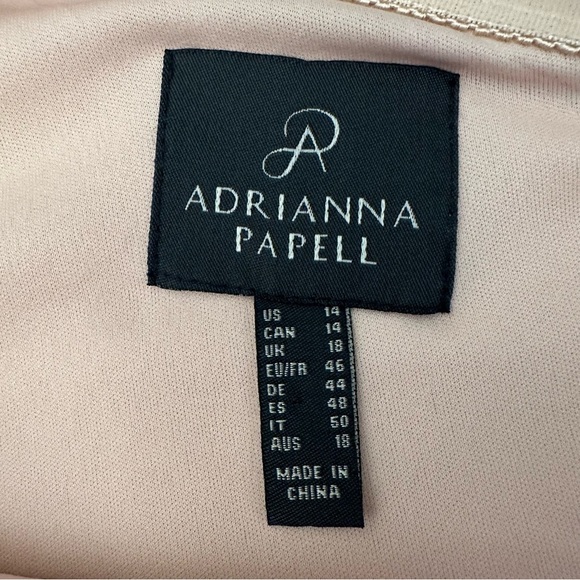 ADRIANNA
PAPELL
US 14
CAN 14
UK 18
EU/FR 46
DE 44
ES 48
IT 50
AUS 18
MADE IN
CHINA